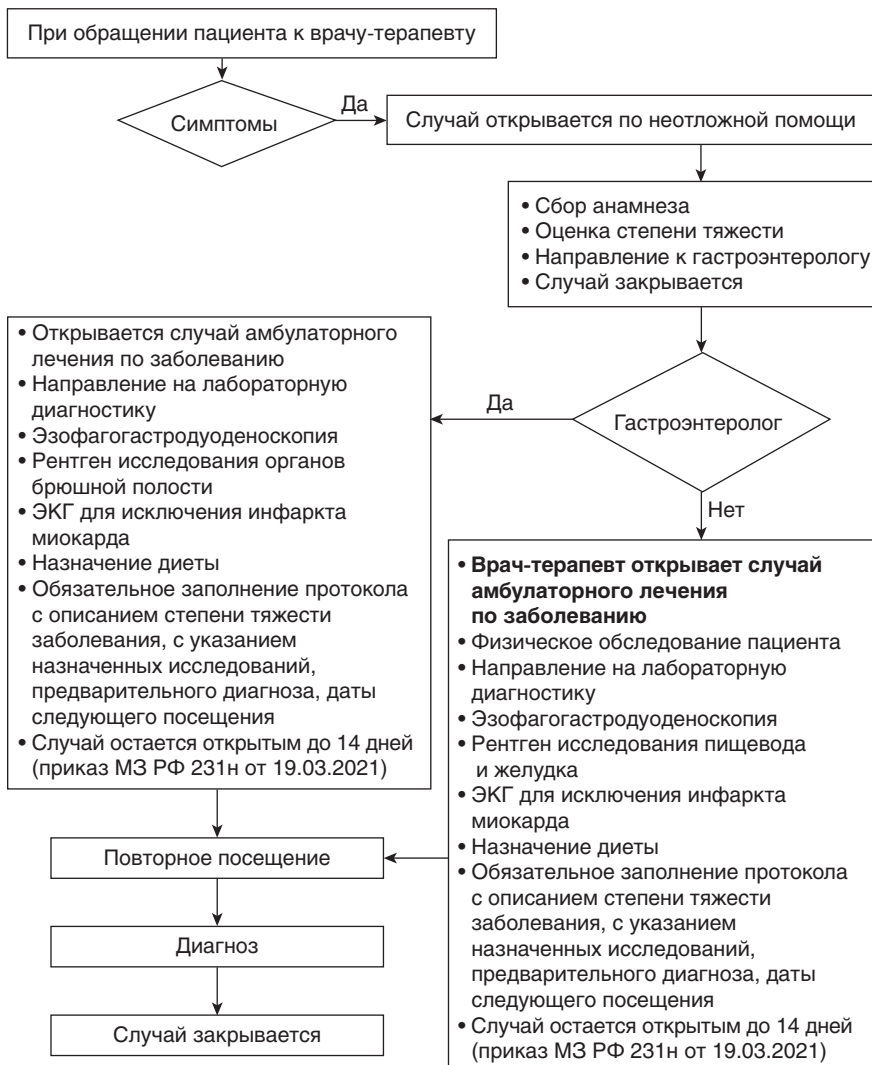 При обращении пациента к врачу-терапевту
Симптомы
Да
Случай открывается по неотложной помощи
• Сбор анамнеза
• Оценка степени тяжести
• Направление к гастроэнтерологу
• Случай закрывается
Гастроэнтеролог
Да
• Открывается случай амбулаторного
лечения по заболеванию
• Направление на лабораторную
диагностику
• Эзофагогастродуоденоскопия
• Рентген исследования органов
брюшной полости
• ЭКГ для исключения инфаркта
миокарда
• Назначение диеты
• Обязательное заполнение протокола
с описанием степени тяжести
заболевания, с указанием
назначенных исследований,
предварительного диагноза, даты
следующего посещения
• Случай остается открытым до 14 дней
(приказ МЗ РФ 231н от 19.03.2021)
Нет
• Врач-терапевт открывает случай
амбулаторного лечения
по заболеванию
• Физическое обследование пациента
• Направление на лабораторную
диагностику
• Эзофагогастродуоденоскопия
• Рентген исследования пищевода
и желудка
• ЭКГ для исключения инфаркта
миокарда
• Назначение диеты
• Обязательное заполнение протокола
с описанием степени тяжести
заболевания, с указанием
назначенных исследований,
предварительного диагноза, даты
следующего посещения
• Случай остается открытым до 14 дней
(приказ МЗ РФ 231н от 19.03.2021)
Повторное посещение
Диагноз
Случай закрывается